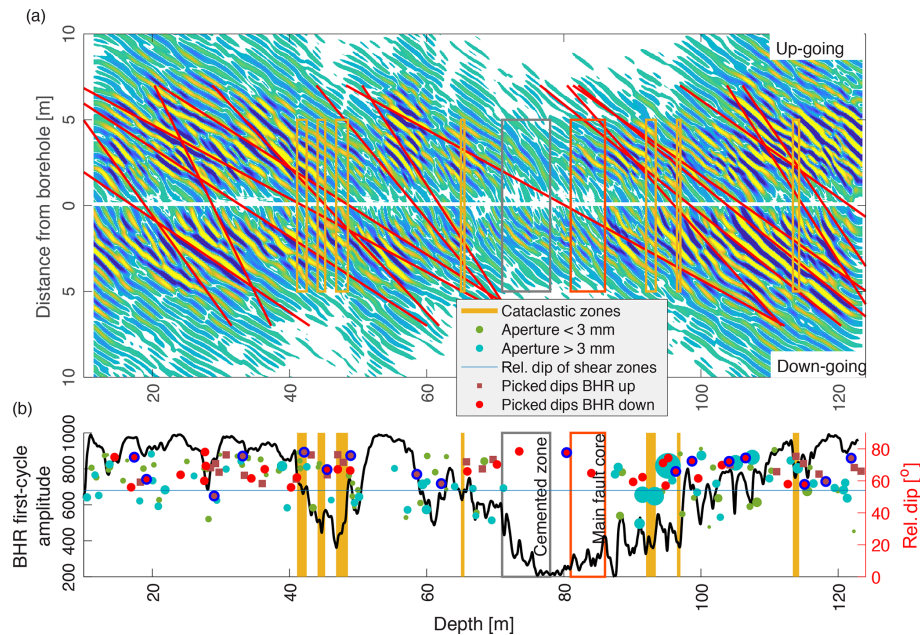 (a)
10
5
0
5
10
Distance from borehole [m]
Up-going
Down-going
20
40
60
80
100
120
Cataclastic zones
Aperture < 3 mm
Aperture > 3 mm
Rel. dip of shear zones
Picked dips BHR up
Picked dips BHR down
(b)
1000
800
600
400
200
BHR first-cycle
amplitude
Cemented zone
Main fault core
80
60
40
20
0
Rel. dip [°]
20
40
60
80
100
120
Depth [m]